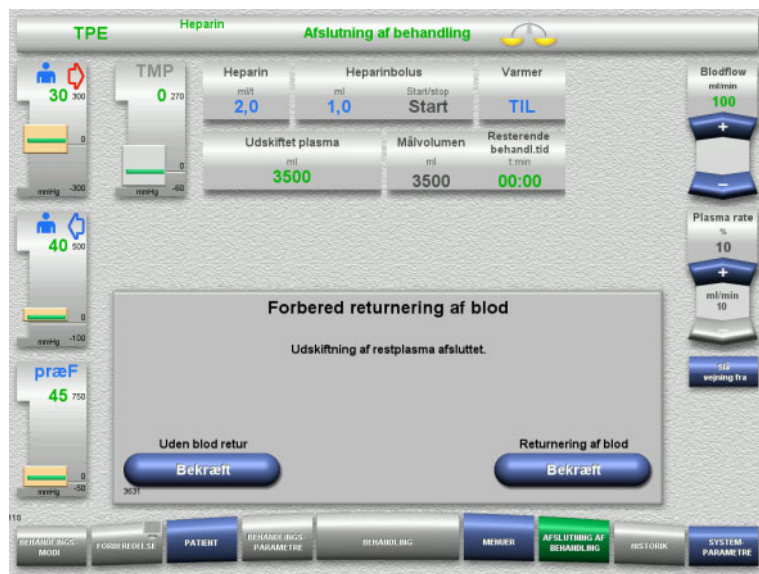 TPE
Heparin
Afslutning af behandling
30 300
0
mmHg -300
TMP
0 270
0
mmHg -60
Heparin
ml/t
2,0
Heparinbolus
ml
1,0
Start/stop
Start
Varmer
TIL
Udskiftet plasma
ml
3500
Målvolumen
ml
3500
Resterende
behandl.tid
t:min
00:00
Blodflow
ml/min
100
+
−
40 500
0
mmHg -100
Plasma rate
%
10
+
ml/min
10
−
Slå
vejning fra
præF
45 750
0
mmHg -50
Forbered returnering af blod
Udskiftning af restplasma afsluttet.
Uden blod retur
Bekræft
Returnering af blod
Bekræft
3631
110
BEHANDLINGS-
MODI
FORBEREDELSE
PATIENT
BEHANDLINGS-
PARAMETRE
BEHANDLING
MENUER
AFSLUTNING AF
BEHANDLING
HISTORIK
SYSTEM-
PARAMETRE